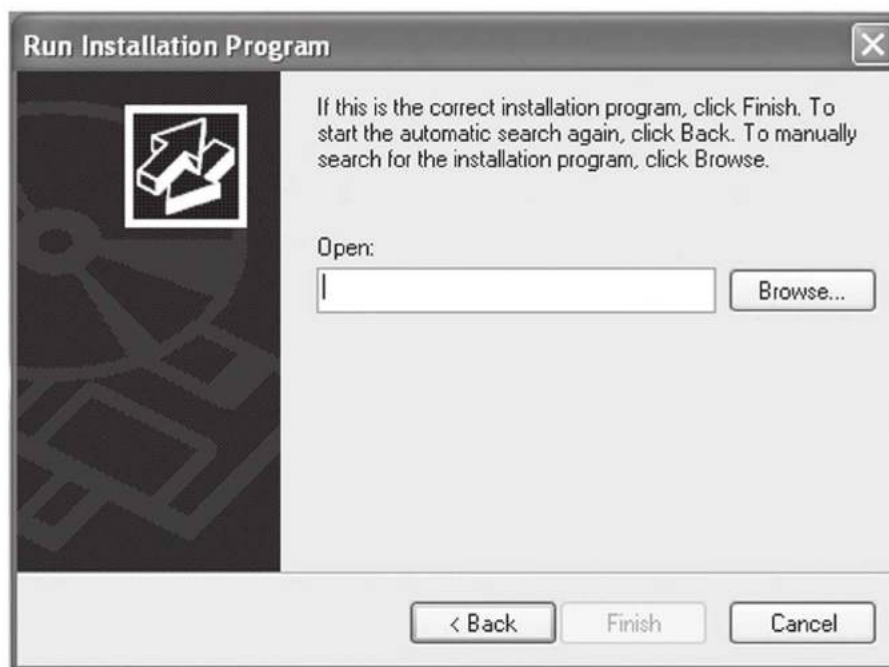 Run Installation Program
If this is the correct installation program, click Finish. To
start the automatic search again, click Back. To manually
search for the installation program, click Browse.
Open:
Browse...
< Back
Finish
Cancel